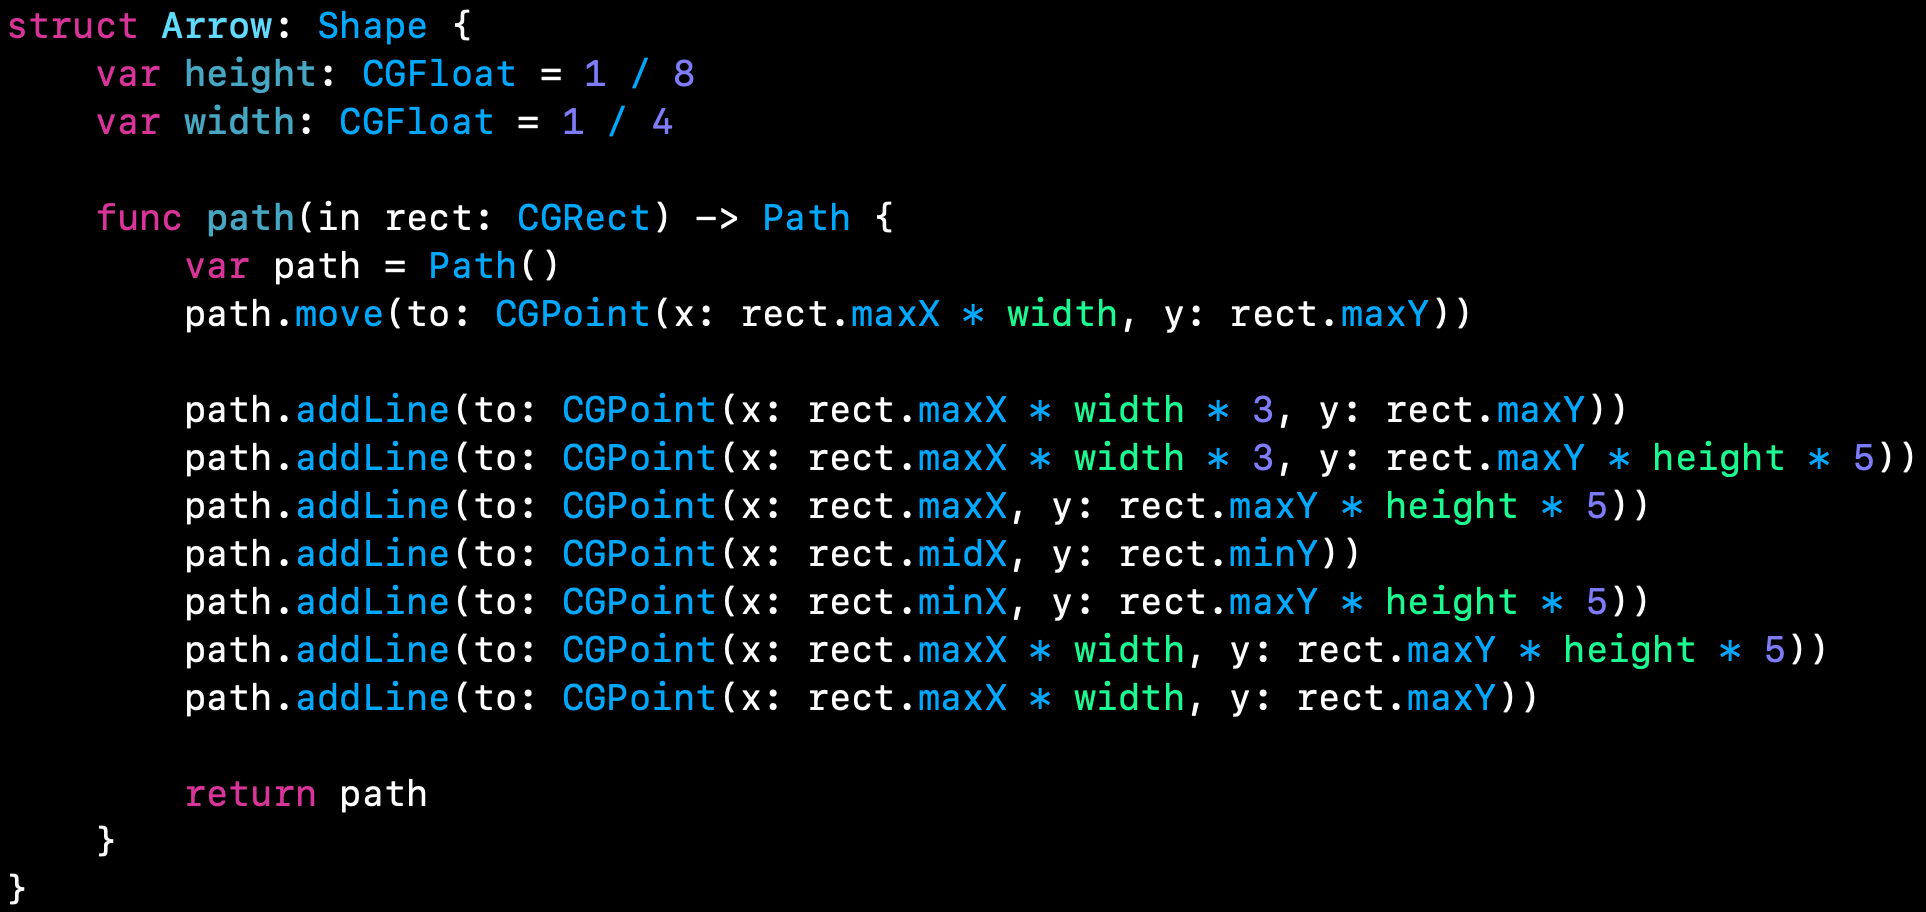 struct Arrow: Shape {
    var height: CGFloat = 1 / 8
    var width: CGFloat = 1 / 4

    func path(in rect: CGRect) -> Path {
        var path = Path()
        path.move(to: CGPoint(x: rect.maxX * width, y: rect.maxY))

        path.addLine(to: CGPoint(x: rect.maxX * width * 3, y: rect.maxY))
        path.addLine(to: CGPoint(x: rect.maxX * width * 3, y: rect.maxY * height * 5))
        path.addLine(to: CGPoint(x: rect.maxX, y: rect.maxY * height * 5))
        path.addLine(to: CGPoint(x: rect.midX, y: rect.minY))
        path.addLine(to: CGPoint(x: rect.minX, y: rect.maxY * height * 5))
        path.addLine(to: CGPoint(x: rect.maxX * width, y: rect.maxY * height * 5))
        path.addLine(to: CGPoint(x: rect.maxX * width, y: rect.maxY))

        return path
    }
}